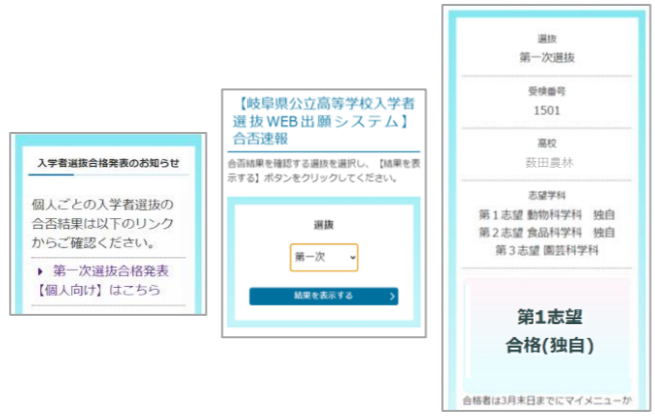 入学者選抜合格発表のお知らせ
個人ごとの入学者選抜の
合否結果は以下のリンク
からご確認ください。
第一次選抜合格発表
【個人向け】はこちら
【岐阜県公立高等学校入学者
選抜WEB出願システム】
合否速報
合否結果を確認する選抜を選択し、【結果を表
示する】ボタンをクリックしてください。
選抜
第一次
結果を表示する
選抜
第一次選抜
受検番号
1501
高校
薮田農林
志望学科
第1志望 動物科学科 独自
第2志望 食品科学科 独自
第3志望 園芸科学科
第1志望
合格(独自)
合格者は3月末日までにマイメニューか